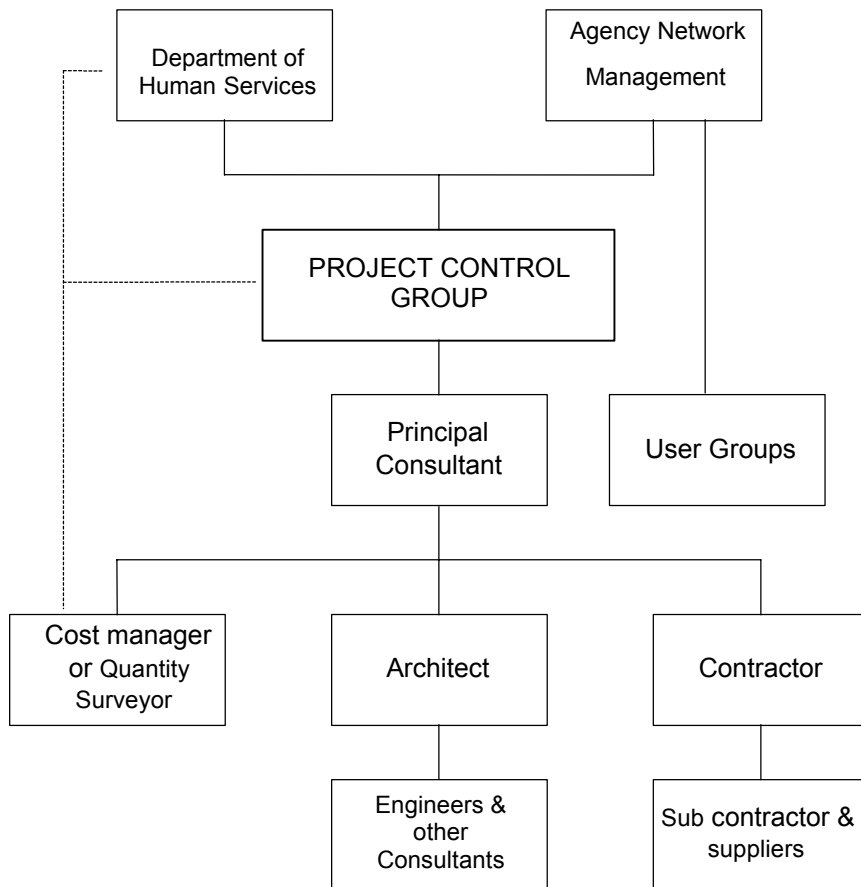 Department of
Human Services
Agency Network
Management
PROJECT CONTROL
GROUP
Principal
Consultant
User Groups
Cost manager
or Quantity
Surveyor
Architect
Contractor
Engineers &
other
Consultants
Sub contractor &
suppliers